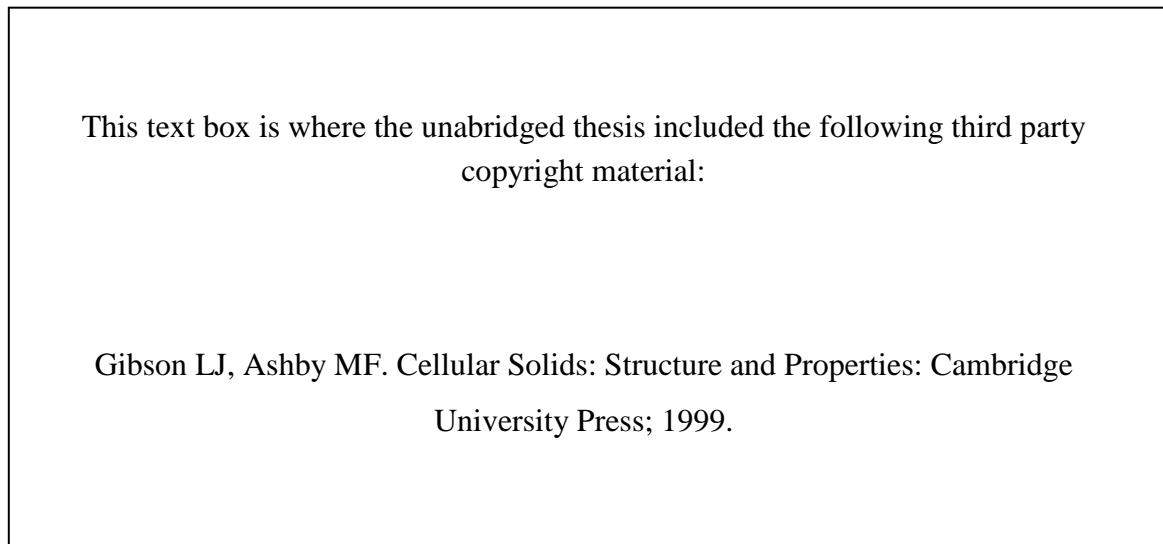 This text box is where the unabridged thesis included the following third party
copyright material:
Gibson LJ, Ashby MF. Cellular Solids: Structure and Properties: Cambridge
University Press; 1999.